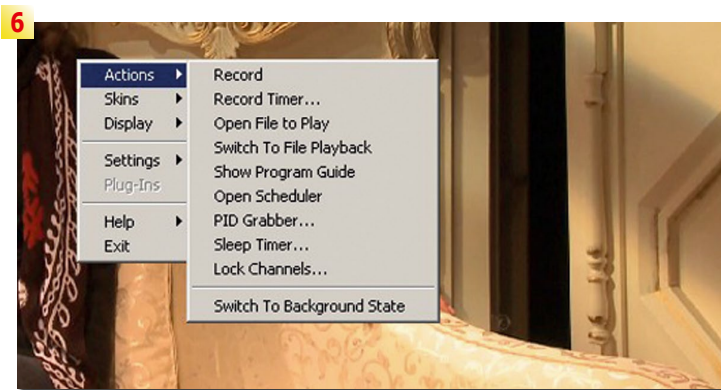 6
Actions
Skins
Display
Settings
Plug-Ins
Help
Exit
Record
Record Timer...
Open File to Play
Switch To File Playback
Show Program Guide
Open Scheduler
PID Grabber...
Sleep Timer...
Lock Channels...
Switch To Background State